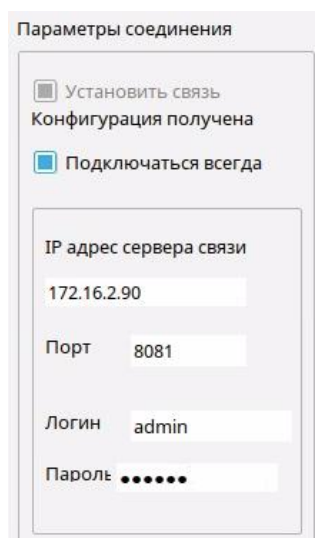 Параметры соединения
Установить связь
Конфигурация получена
Подключаться всегда
IP адрес сервера связи
172.16.2.90
Порт 8081
Логин admin
Пароль ●●●●●●